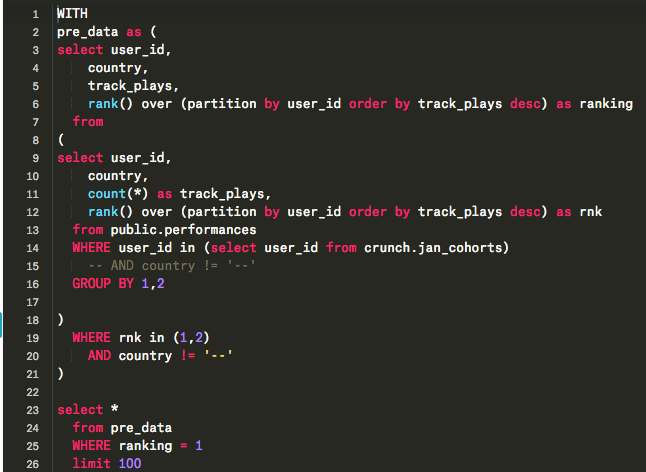 1 WITH
2 pre_data as (
3 select user_id,
4 country,
5 track_plays,
6 rank() over (partition by user_id order by track_plays desc) as ranking
7 from
8 (
9 select user_id,
10 country,
11 count(*) as track_plays,
12 rank() over (partition by user_id order by track_plays desc) as rnk
13 from public.performances
14 WHERE user_id in (select user_id from crunch.jan_cohorts)
15 -- AND country != '--'
16 GROUP BY 1,2
17
18 )
19 WHERE rnk in (1,2)
20 AND country != '--'
21 )
22
23 select *
24 from pre_data
25 WHERE ranking = 1
26 limit 100